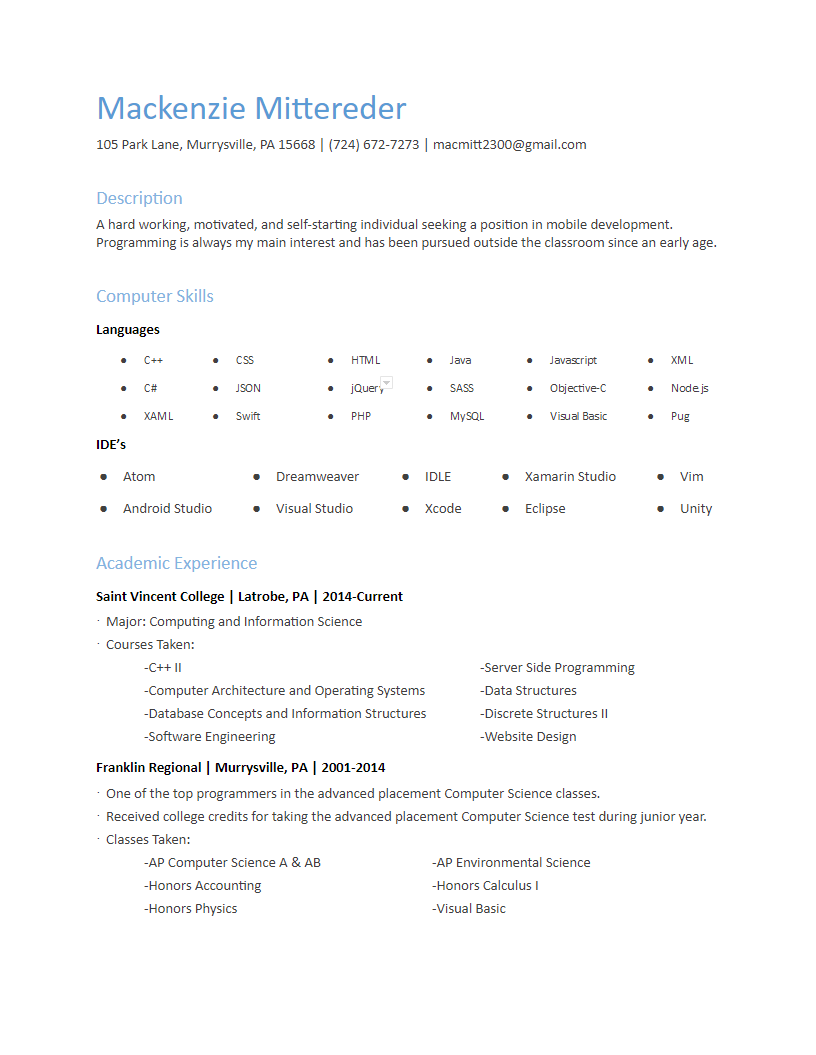 Mackenzie Mittereder
105 Park Lane, Murrysville, PA 15668 | (724) 672-7273 | macmitt2300@gmail.com
Description
A hard working, motivated, and self-starting individual seeking a position in mobile development.
Programming is always my main interest and has been pursued outside the classroom since an early age.
Computer Skills
Languages
● C++ ● CSS ● HTML ● Java ● Javascript ● XML
● C# ● JSON ● jQuery ● SASS ● Objective-C ● Node.js
● XAML ● Swift ● PHP ● MySQL ● Visual Basic ● Pug
IDE's
● Atom ● Dreamweaver ● IDLE ● Xamarin Studio ● Vim
● Android Studio ● Visual Studio ● Xcode ● Eclipse ● Unity
Academic Experience
Saint Vincent College | Latrobe, PA | 2014-Current
· Major: Computing and Information Science
· Courses Taken:
-C++ II -Server Side Programming
-Computer Architecture and Operating Systems -Data Structures
-Database Concepts and Information Structures -Discrete Structures II
-Software Engineering -Website Design
Franklin Regional | Murrysville, PA | 2001-2014
· One of the top programmers in the advanced placement Computer Science classes.
· Received college credits for taking the advanced placement Computer Science test during junior year.
· Classes Taken:
-AP Computer Science A & AB -AP Environmental Science
-Honors Accounting -Honors Calculus I
-Honors Physics -Visual Basic